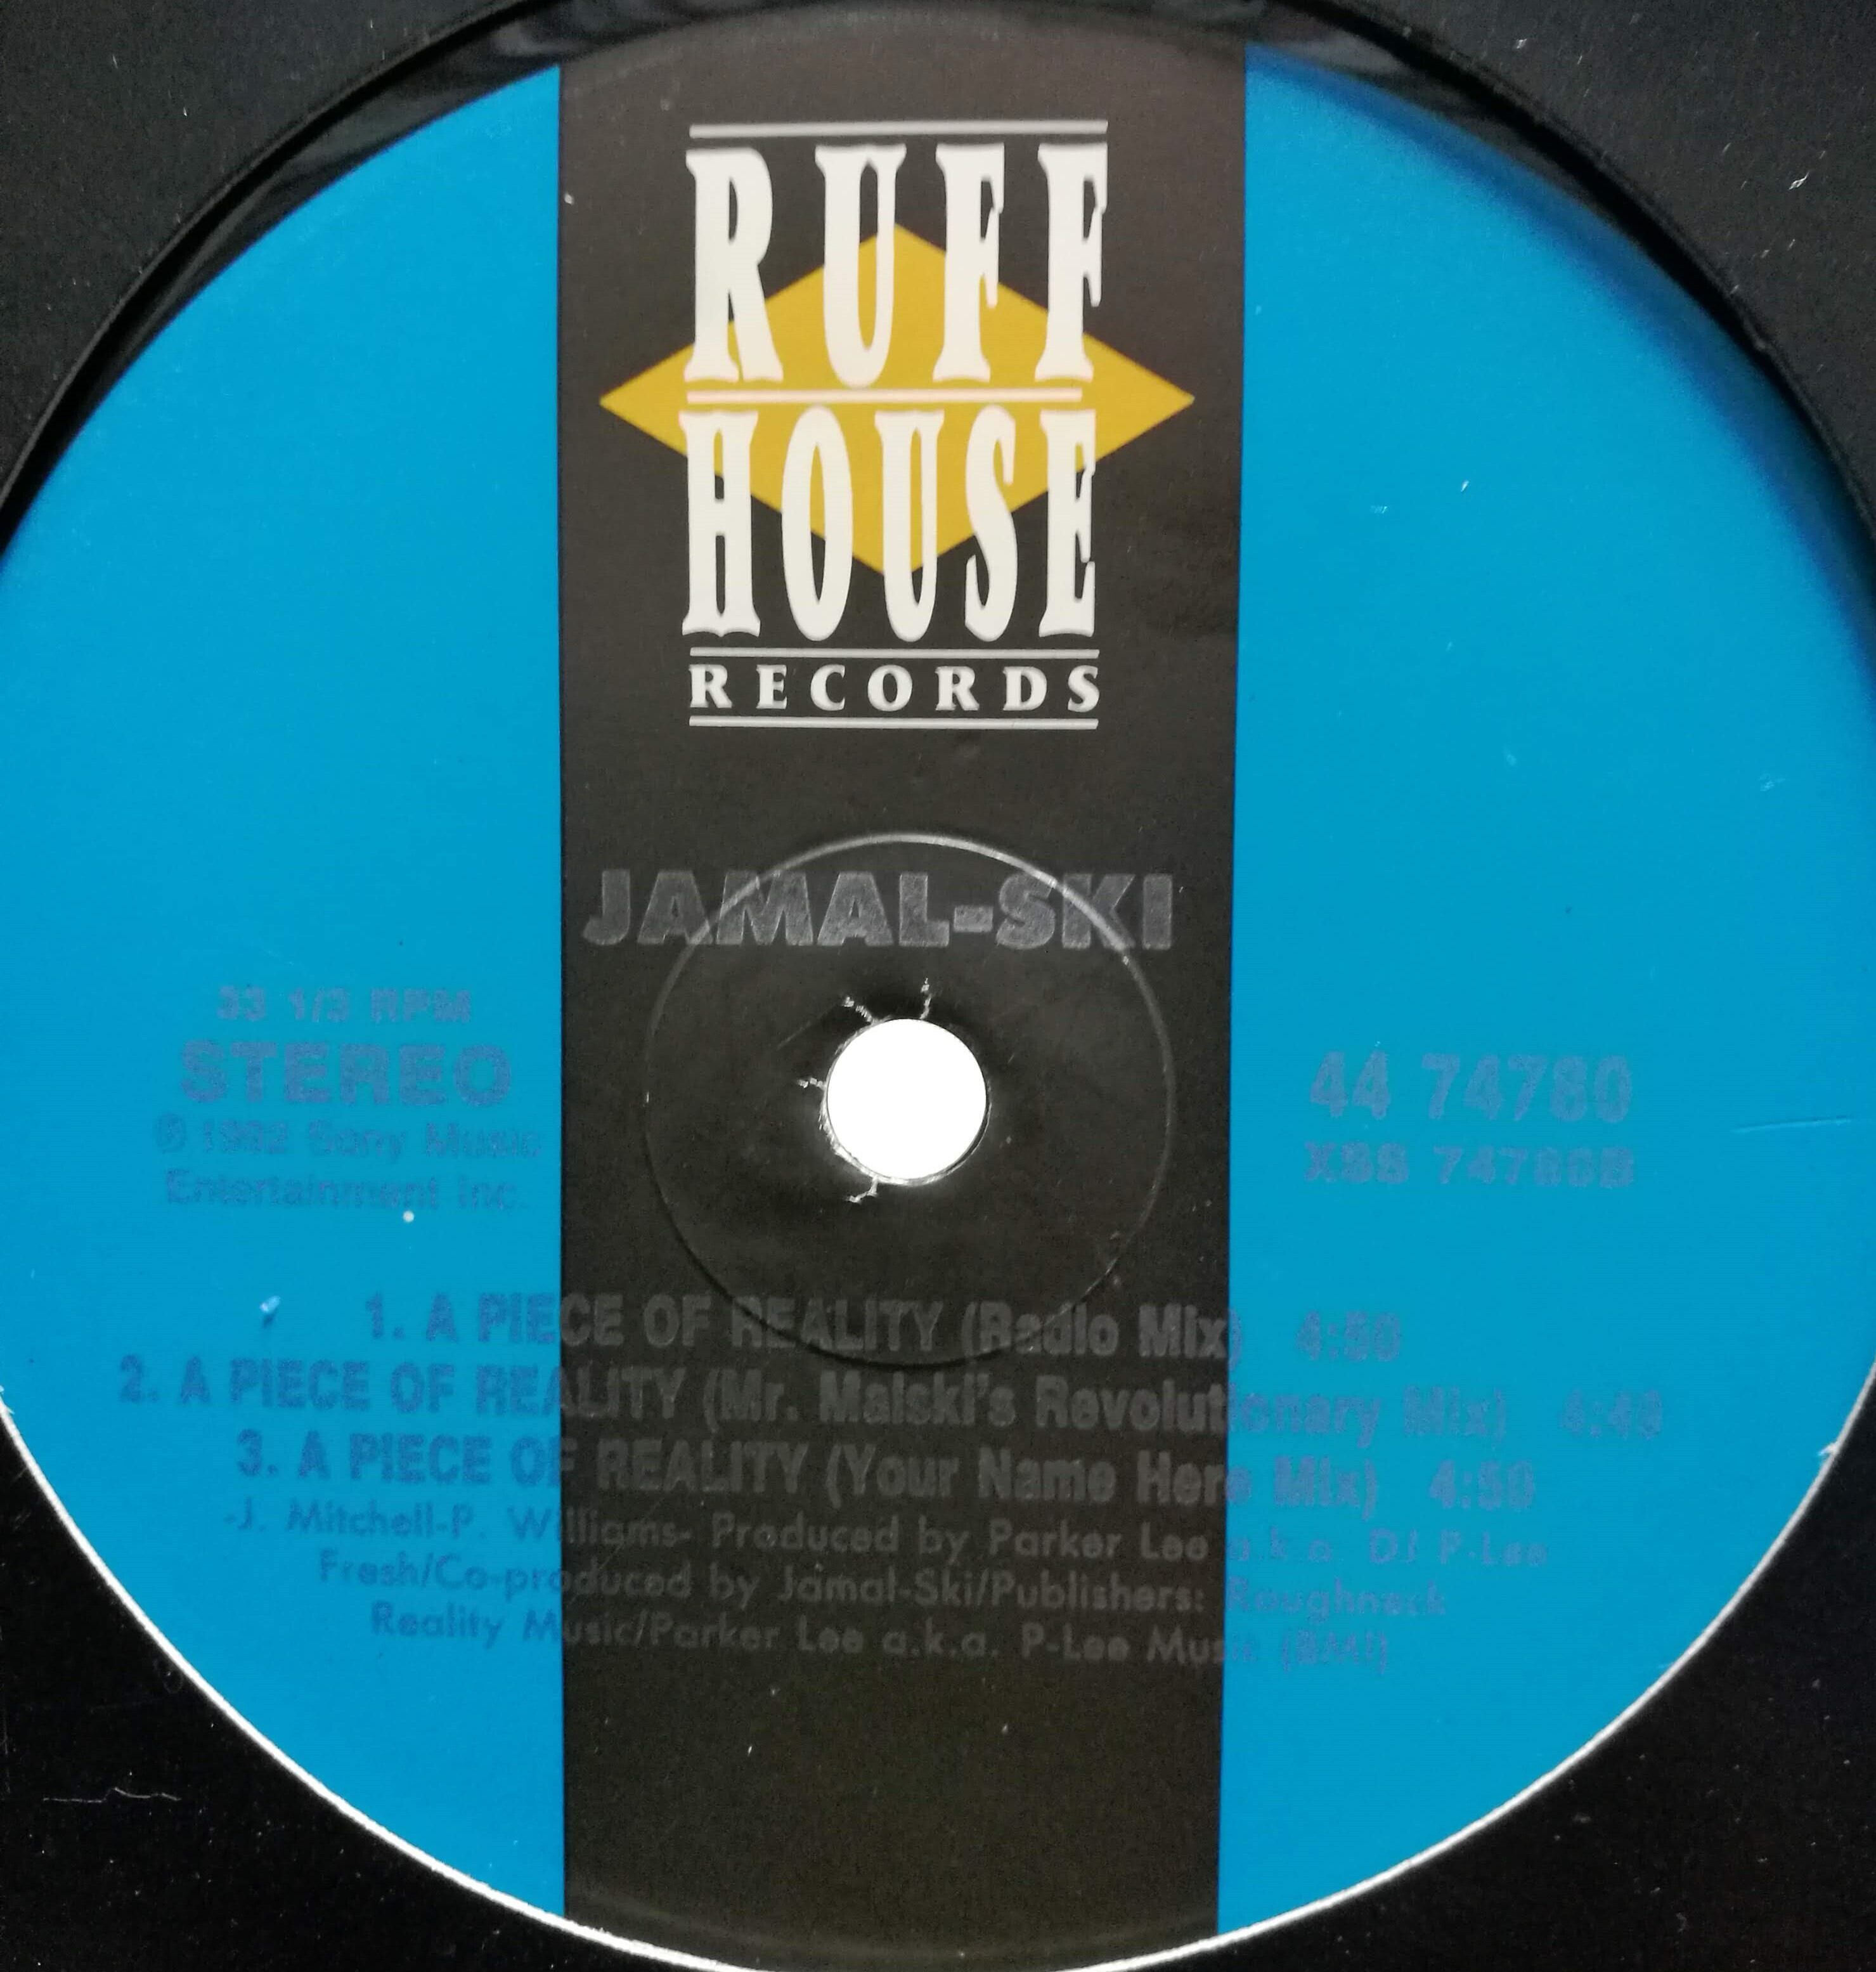 RUFF
HOUSE
RECORDS
JAMAL-SKI
33 1/3 RPM
STEREO
℗ 1992 Sony Music
Entertainment Inc.
44 74780
XSS 74780B
1. A PIECE OF REALITY (Radio Mix) 4:50
2. A PIECE OF REALITY (Mr. Malski's Revolutionary Mix) 4:43
3. A PIECE OF REALITY (Your Name Here Mix) 4:50
-J. Mitchell-P. Williams- Produced by Parker Lee a.k.a. DJ P-Lee
Fresh/Co-produced by Jamal-Ski/Publishers: Roughneck
Reality Music/Parker Lee a.k.a. P-Lee Musik (BMI)